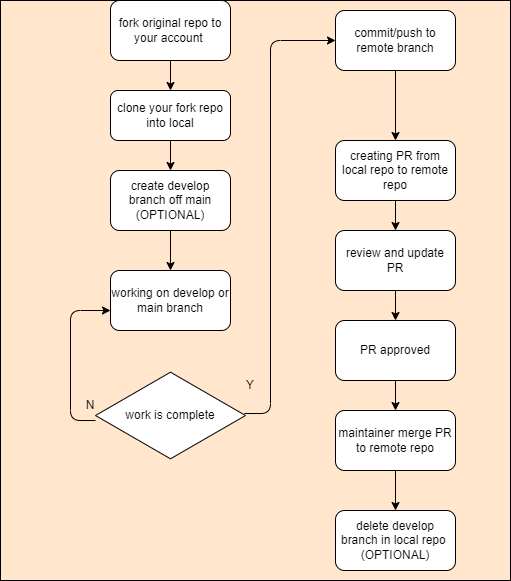 fork original repo to
your account
clone your fork repo
into local
create develop
branch off main
(OPTIONAL)
working on develop or
main branch
N
work is complete
Y
commit/push to
remote branch
creating PR from
local repo to remote
repo
review and update
PR
PR approved
maintainer merge PR
to remote repo
delete develop
branch in local repo
(OPTIONAL)